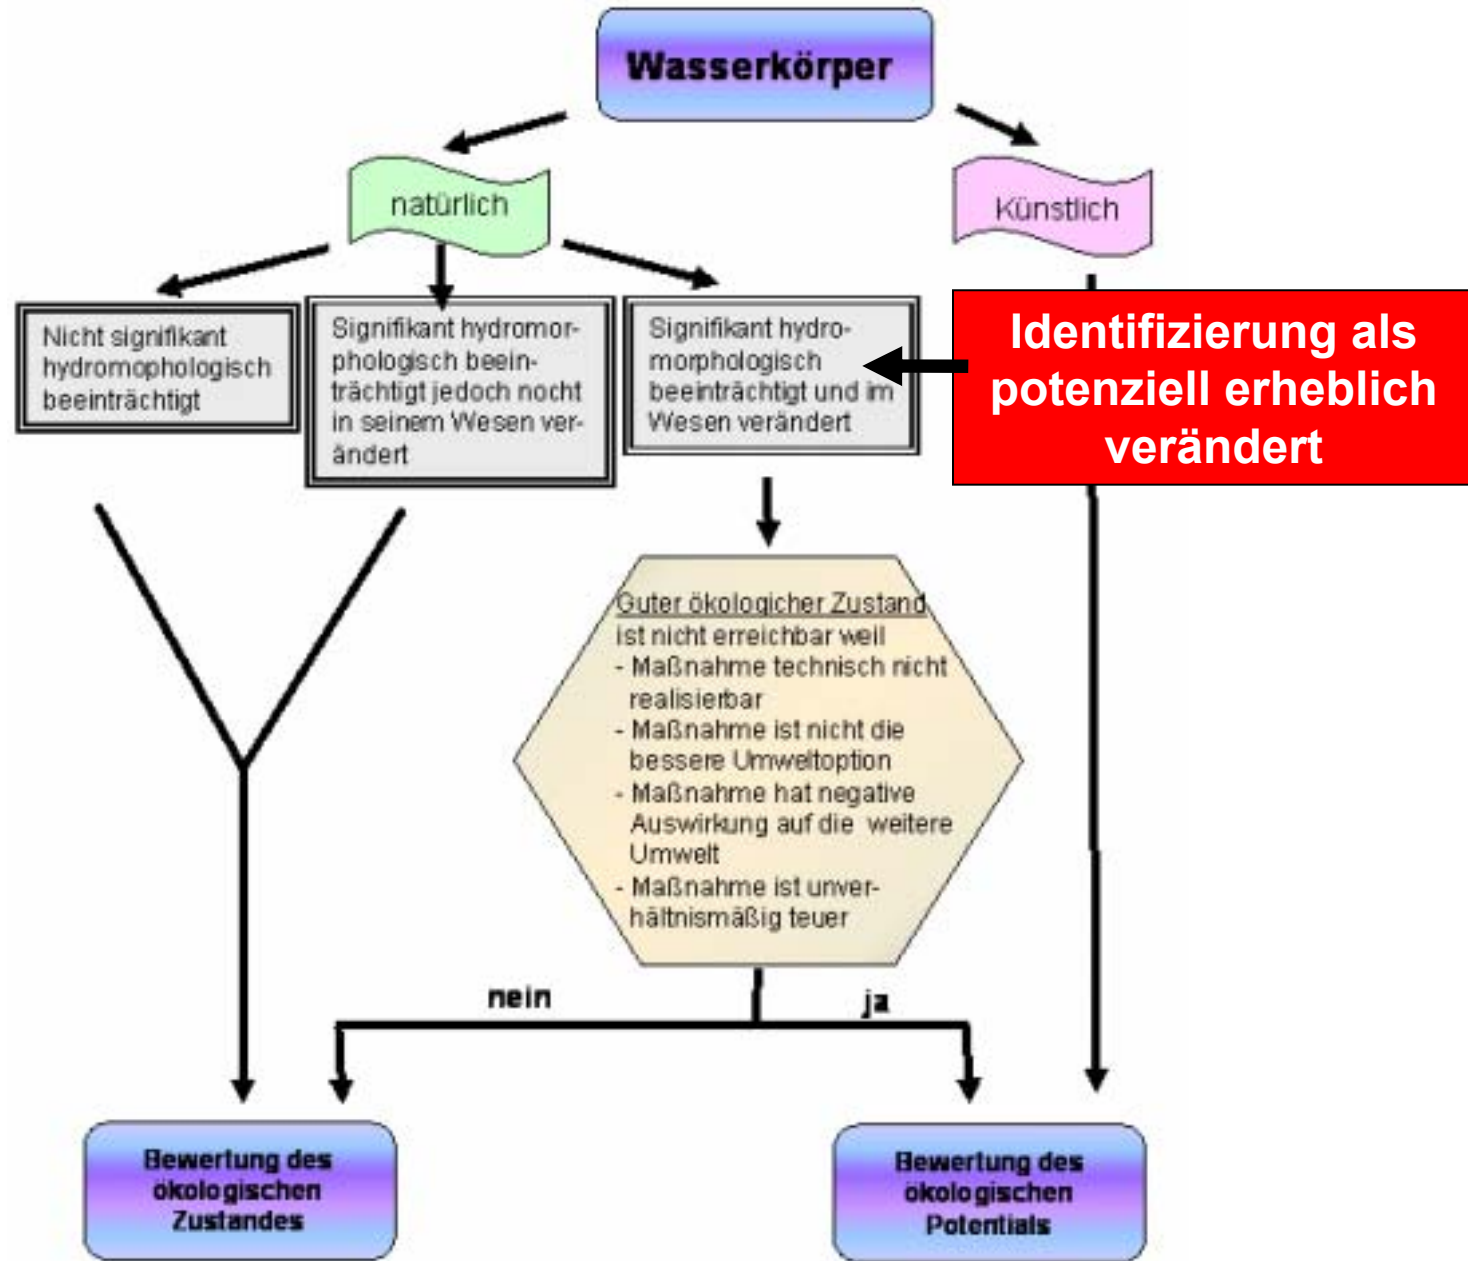 Wasserkörper
natürlich
Künstlich
Nicht signifikant
hydromophologisch
beeinträchtigt
Signifikant hydromor-
phologisch beein-
trächtigt jedoch nocht
in seinem Wesen ver-
ändert
Signifikant hydro-
morphologisch
beeinträchtigt und im
Wesen verändert
Identifizierung als
potenziell erheblich
verändert
Guter ökologicher Zustand
ist nicht erreichbar weil
- Maßnahme technisch nicht
realisierbar
- Maßnahme ist nicht die
bessere Umweltoption
- Maßnahme hat negative
Auswirkung auf die weitere
Umwelt
- Maßnahme ist unver-
hältnismäßig teuer
nein
ja
Bewertung des
ökologischen
Zustandes
Bewertung des
ökologischen
Potentials